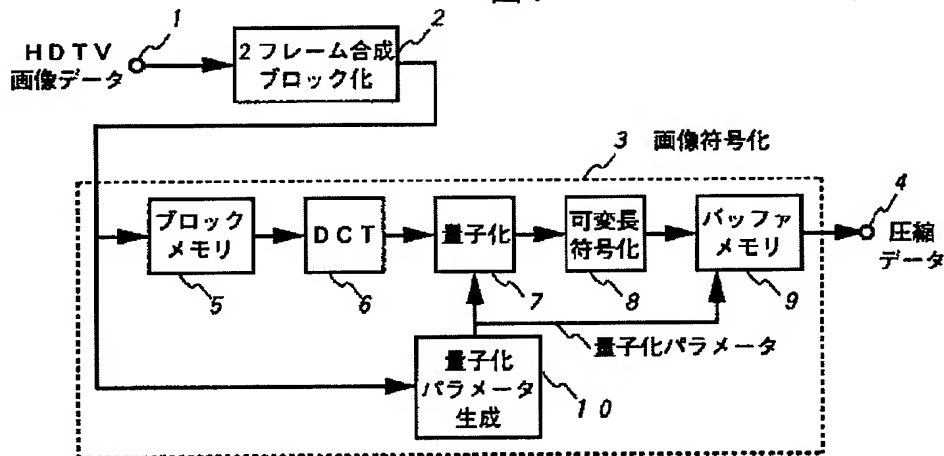 1
HDTV
画像データ
2
2フレーム合成
ブロック化
3 画像符号化
4
圧縮
データ
ブロック
メモリ
5
DCT
6
量子化
7
可変長
符号化
8
バッファ
メモリ
9
量子化パラメータ
量子化
パラメータ
生成
10